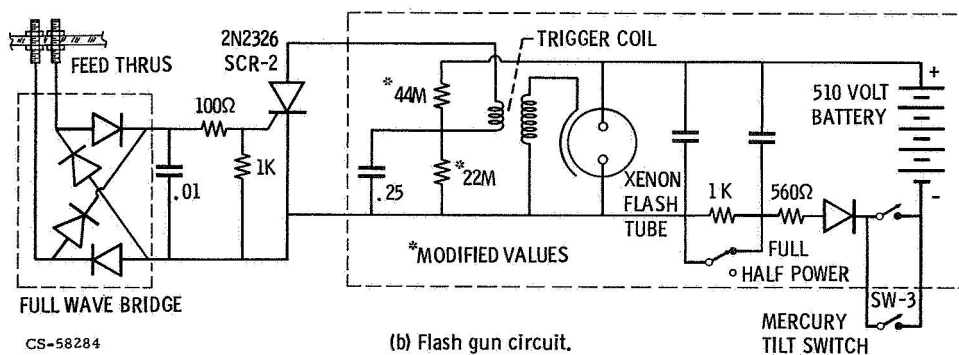 2N2326
SCR-2
FEED THRUS
TRIGGER COIL
*44M
100Ω
1K
.01
.25
*22M
510 VOLT
BATTERY
+
-
XENON
FLASH
TUBE
1K
560Ω
*MODIFIED VALUES
FULL
HALF POWER
FULL WAVE BRIDGE
SW-3
MERCURY
TILT SWITCH
CS-58284
(b) Flash gun circuit.